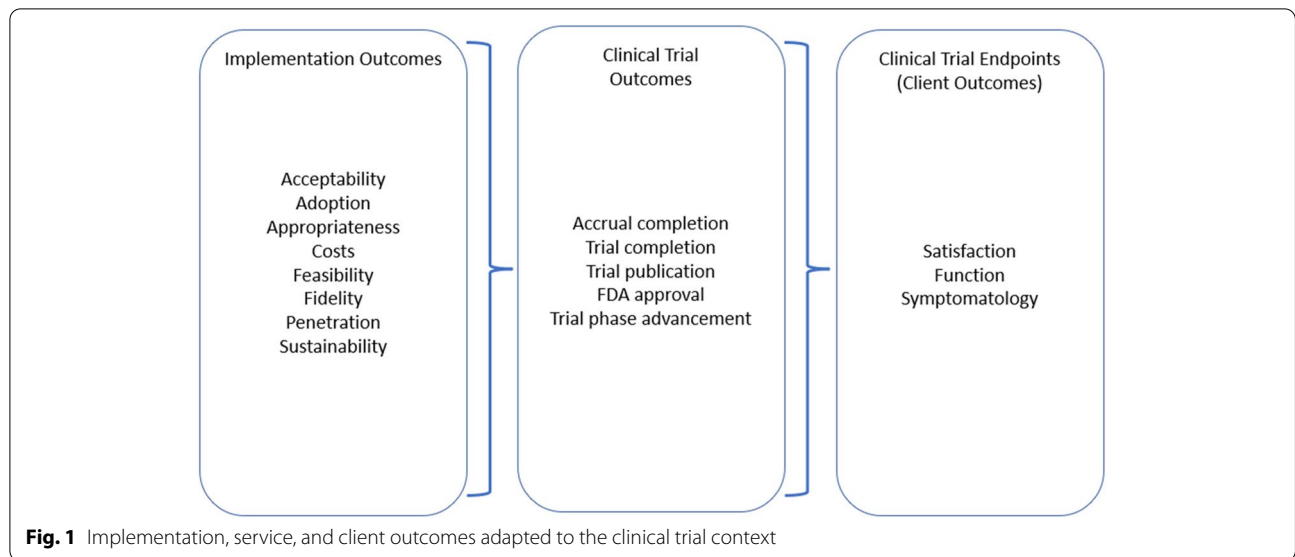 Implementation Outcomes
Acceptability
Adoption
Appropriateness
Costs
Feasibility
Fidelity
Penetration
Sustainability
Clinical Trial
Outcomes
Accrual completion
Trial completion
Trial publication
FDA approval
Trial phase advancement
Clinical Trial Endpoints
(Client Outcomes)
Satisfaction
Function
Symptomatology
Fig. 1 Implementation, service, and client outcomes adapted to the clinical trial context